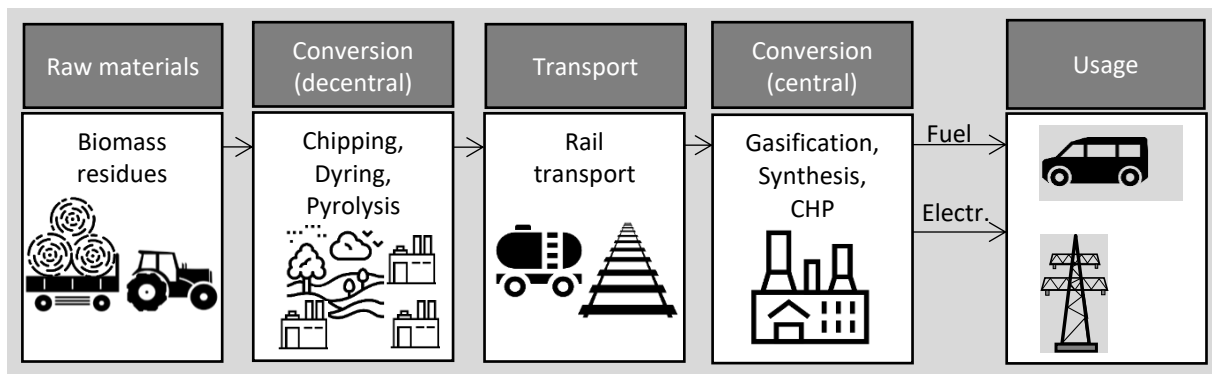 Raw materials
Conversion
(decentral)
Transport
Conversion
(central)
Usage
Biomass
residues
Chipping,
Dyring,
Pyrolysis
Rail
transport
Gasification,
Synthesis,
CHP
Fuel
Electr.